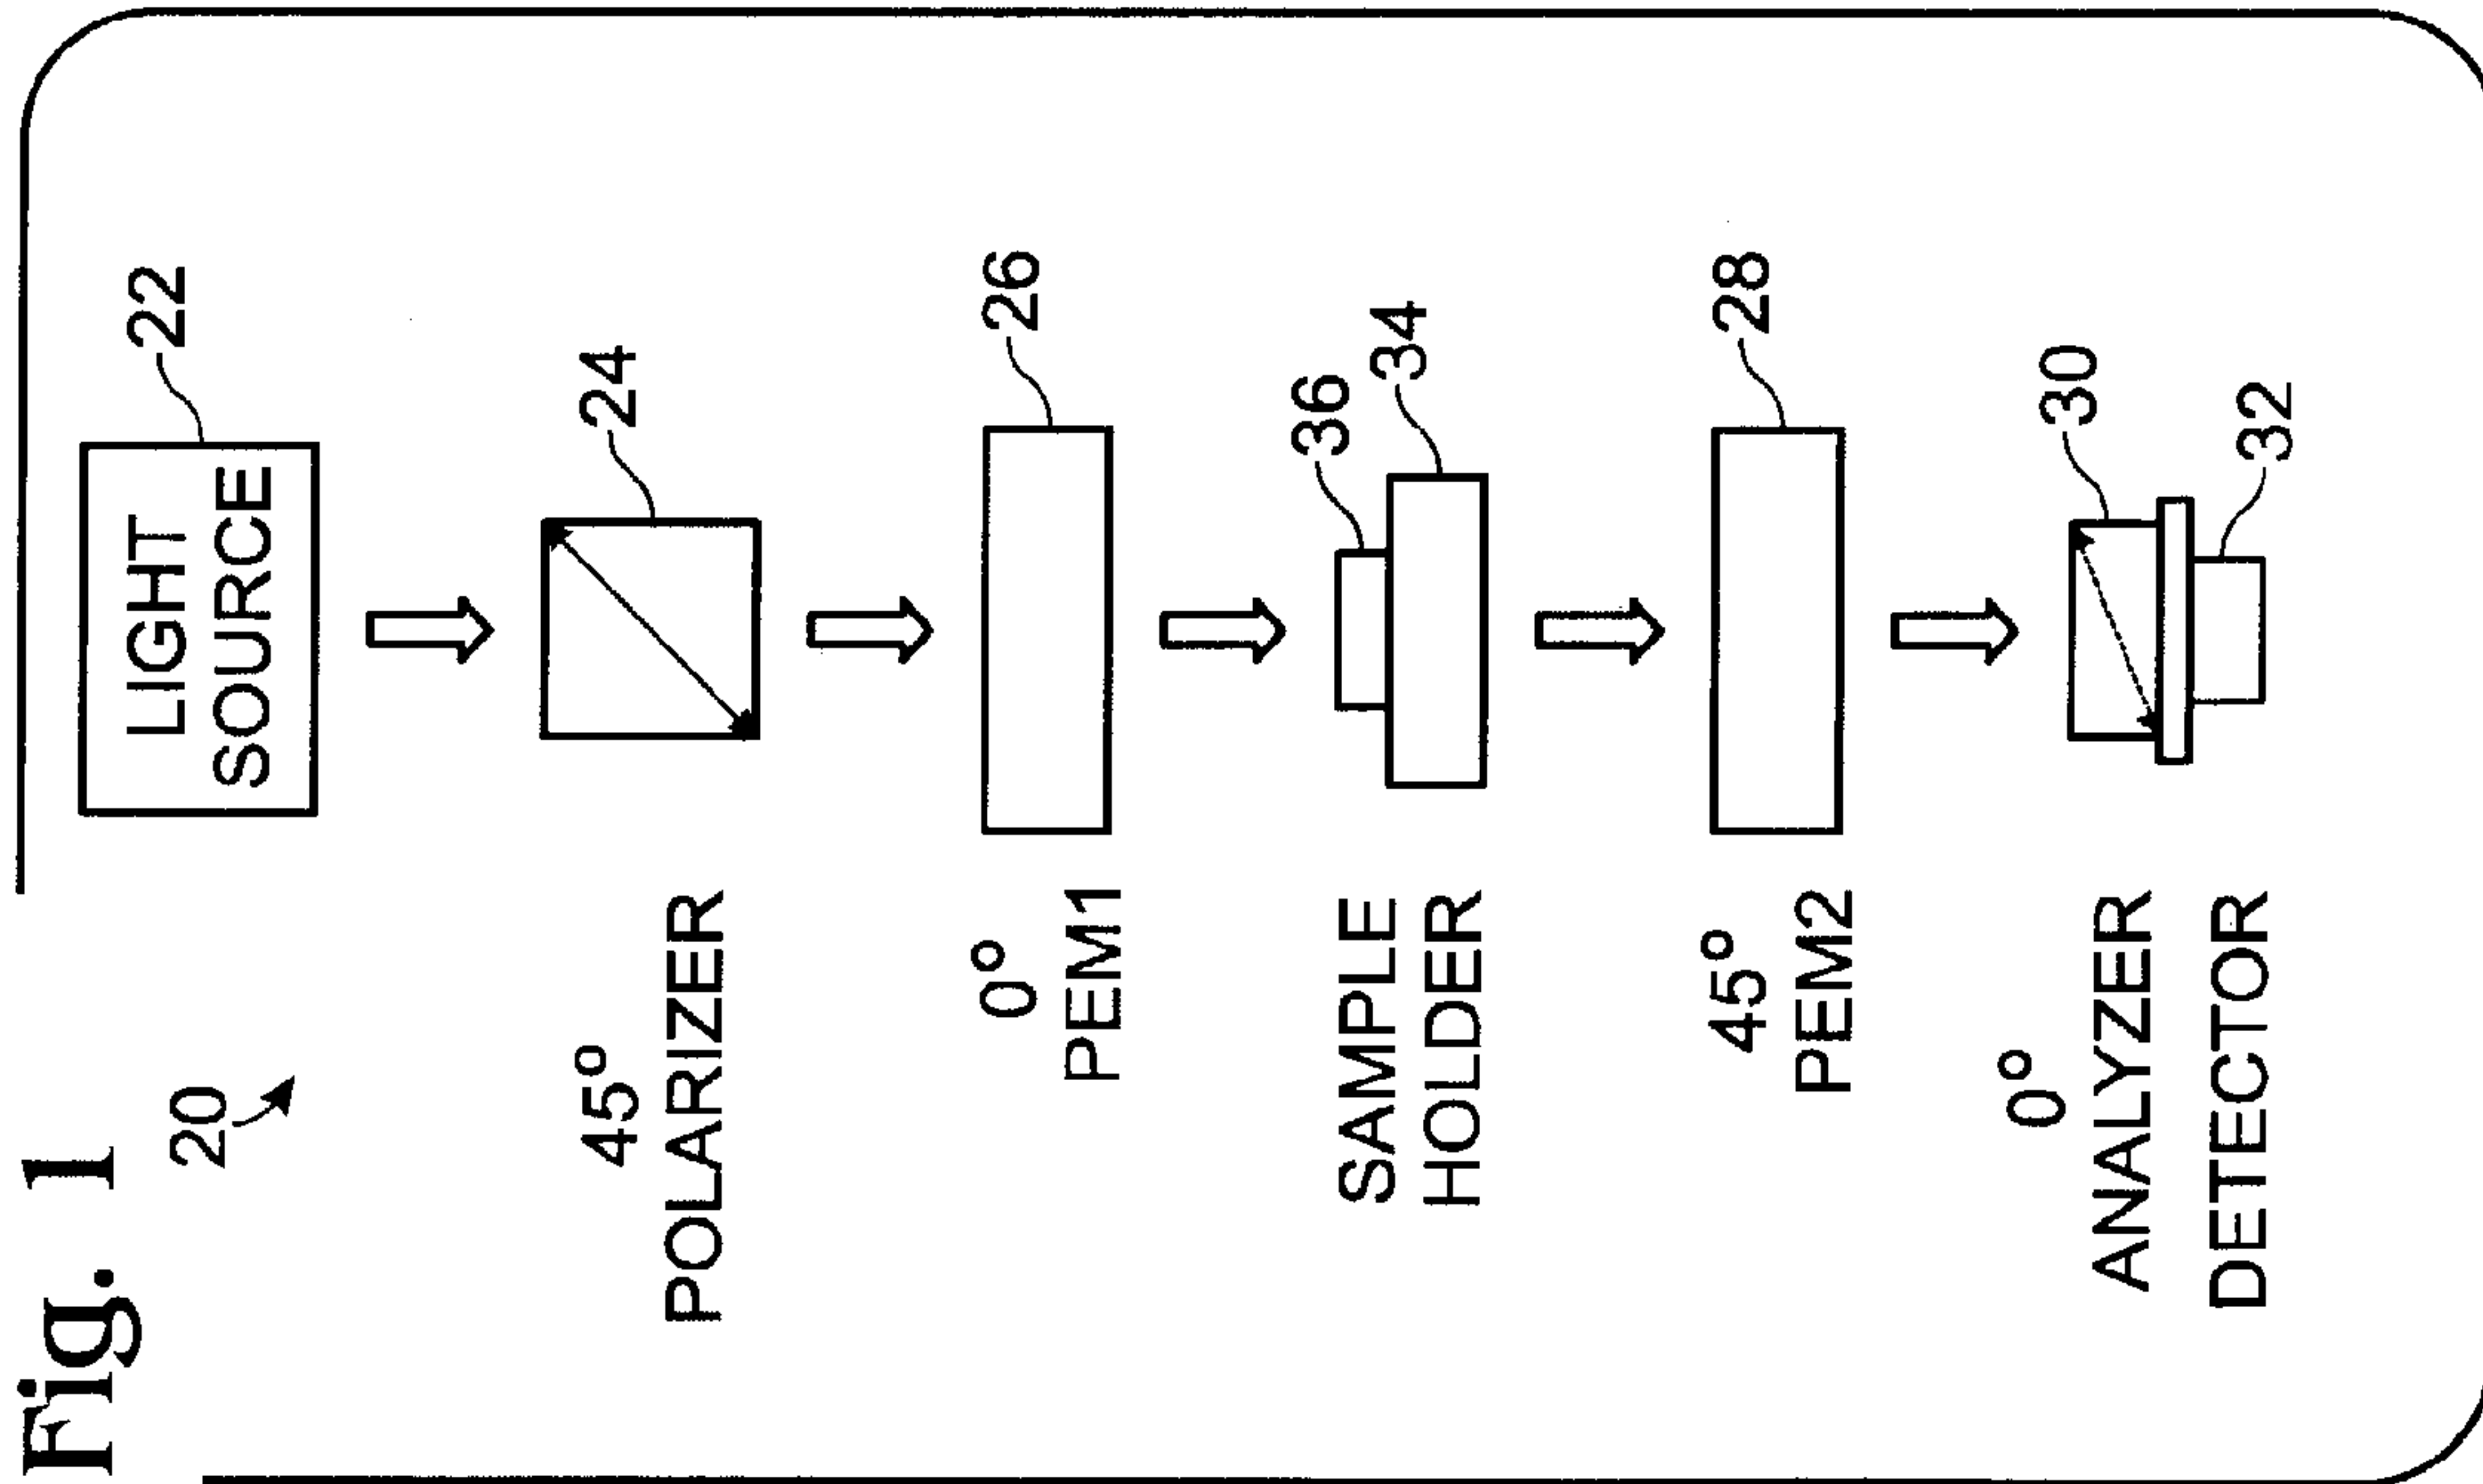 Fig. 1
20
LIGHT
SOURCE
22
45°
POLARIZER
24
0°
PEM1
26
SAMPLE
HOLDER
36
34
45°
PEM2
28
0°
ANALYZER
30
DETECTOR
32